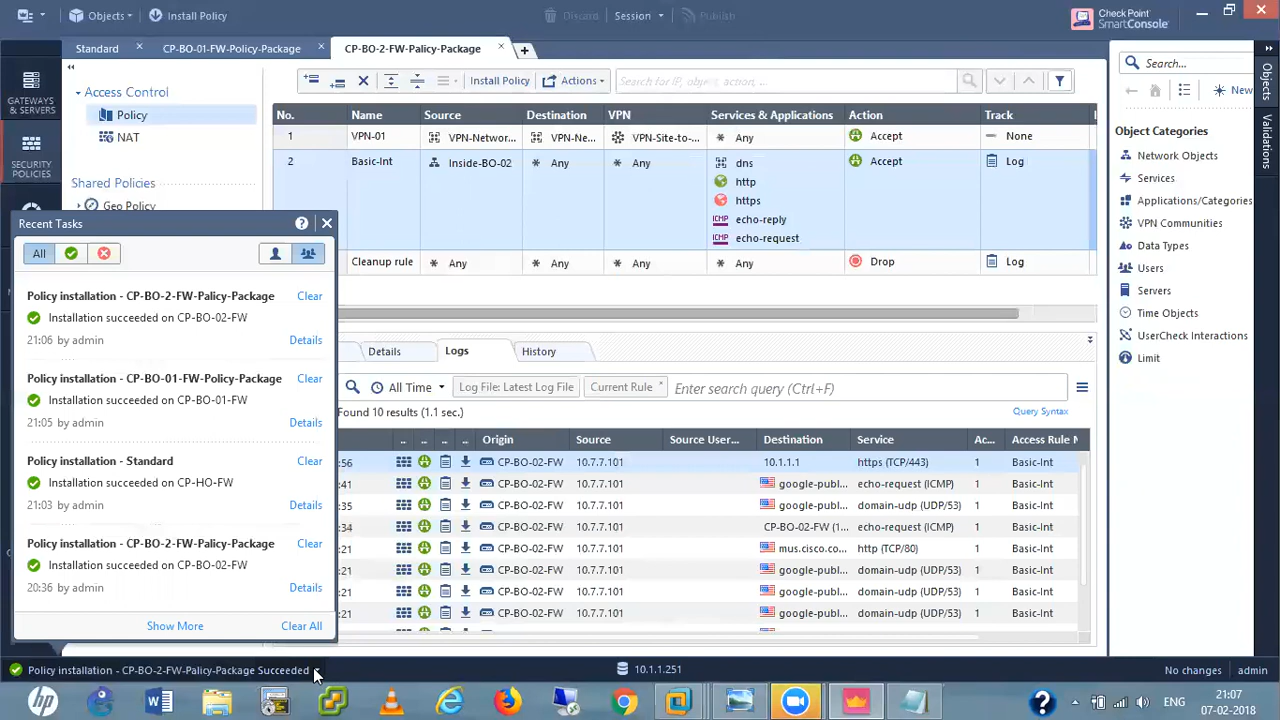 Objects
Install Policy
Discard
Session
Publish
Check Point
SmartConsole
Standard
CP-BO-01-FW-Policy-Package
CP-BO-2-FW-Palicy-Package
GATEWAYS
& SERVERS
SECURITY
POLICIES
Access Control
Policy
NAT
Shared Policies
Geo Policy
Install Policy
Actions
Search for IP, object, action, ...
No.
Name
Source
Destination
VPN
Services & Applications
Action
Track
1
VPN-01
VPN-Networ...
VPN-Ne...
VPN-Site-to-...
Any
Accept
None
2
Basic-Int
Inside-BO-02
Any
Any
dns
Accept
Log
http
https
echo-reply
echo-request
Cleanup rule
Any
Any
Any
Any
Drop
Log
Recent Tasks
All
Policy installation - CP-BO-2-FW-Palicy-Package
Clear
Installation succeeded on CP-BO-02-FW
21:06 by admin
Details
Policy installation - CP-BO-01-FW-Policy-Package
Clear
Installation succeeded on CP-BO-01-FW
21:05 by admin
Details
Policy installation - Standard
Clear
Installation succeeded on CP-HO-FW
21:03 by admin
Details
Policy installation - CP-BO-2-FW-Palicy-Package
Clear
Installation succeeded on CP-BO-02-FW
20:36 by admin
Details
Show More
Clear All
Details
Logs
History
All Time
Log File: Latest Log File
Current Rule
Enter search query (Ctrl+F)
Found 10 results (1.1 sec.)
Query Syntax
.. .. .. ..
Origin
Source
Source User...
Destination
Service
Ac...
Access Rule N
:56
CP-BO-02-FW
10.7.7.101
10.1.1.1
https (TCP/443)
1
Basic-Int
:41
CP-BO-02-FW
10.7.7.101
google-publ...
echo-request (ICMP)
1
Basic-Int
:35
CP-BO-02-FW
10.7.7.101
google-publ...
domain-udp (UDP/53)
1
Basic-Int
:34
CP-BO-02-FW
10.7.7.101
CP-BO-02-FW (1...
echo-request (ICMP)
1
Basic-Int
:21
CP-BO-02-FW
10.7.7.101
mus.cisco.co...
http (TCP/80)
1
Basic-Int
:21
CP-BO-02-FW
10.7.7.101
google-publ...
domain-udp (UDP/53)
1
Basic-Int
:21
CP-BO-02-FW
10.7.7.101
google-publ...
domain-udp (UDP/53)
1
Basic-Int
:21
CP-BO-02-FW
10.7.7.101
google-publ...
domain-udp (UDP/53)
1
Basic-Int
Search...
New
Object Categories
Network Objects
Services
Applications/Categories
VPN Communities
Data Types
Users
Servers
Time Objects
UserCheck Interactions
Limit
Objects
Validations
Policy installation - CP-BO-2-FW-Palicy-Package Succeeded
10.1.1.251
No changes
admin
ENG
21:07
07-02-2018